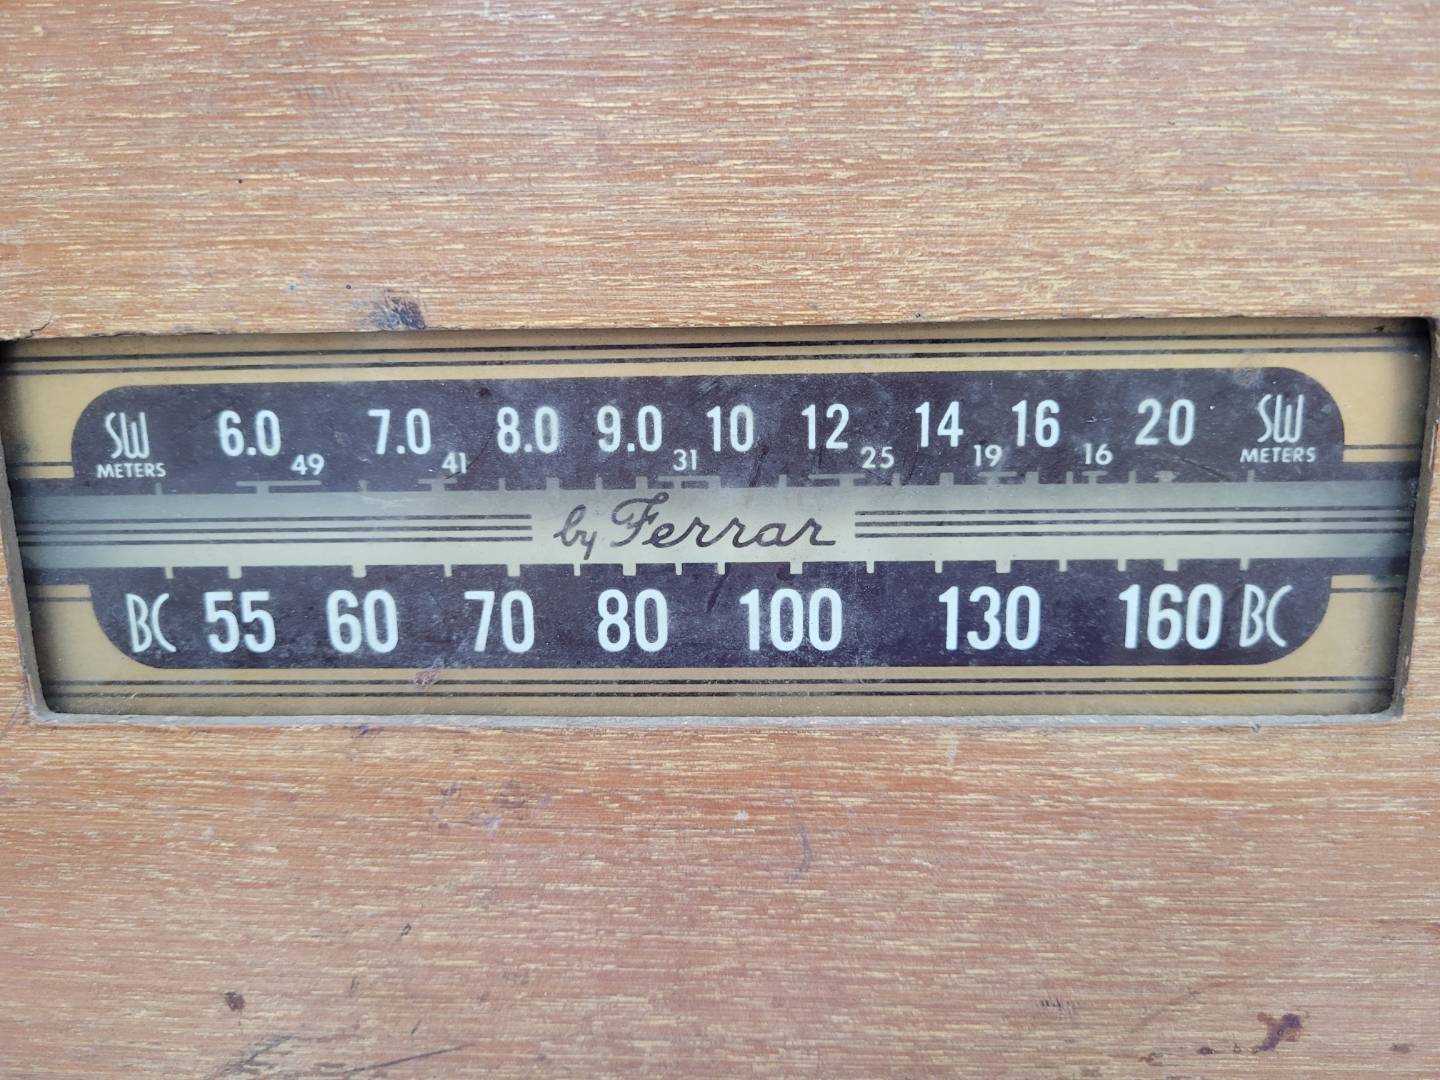 SW 6.0 7.0 8.0 9.0 10 12 14 16 20 SW
METERS 49 41 31 25 19 16 METERS
by Ferrar
BC 55 60 70 80 100 130 160 BC